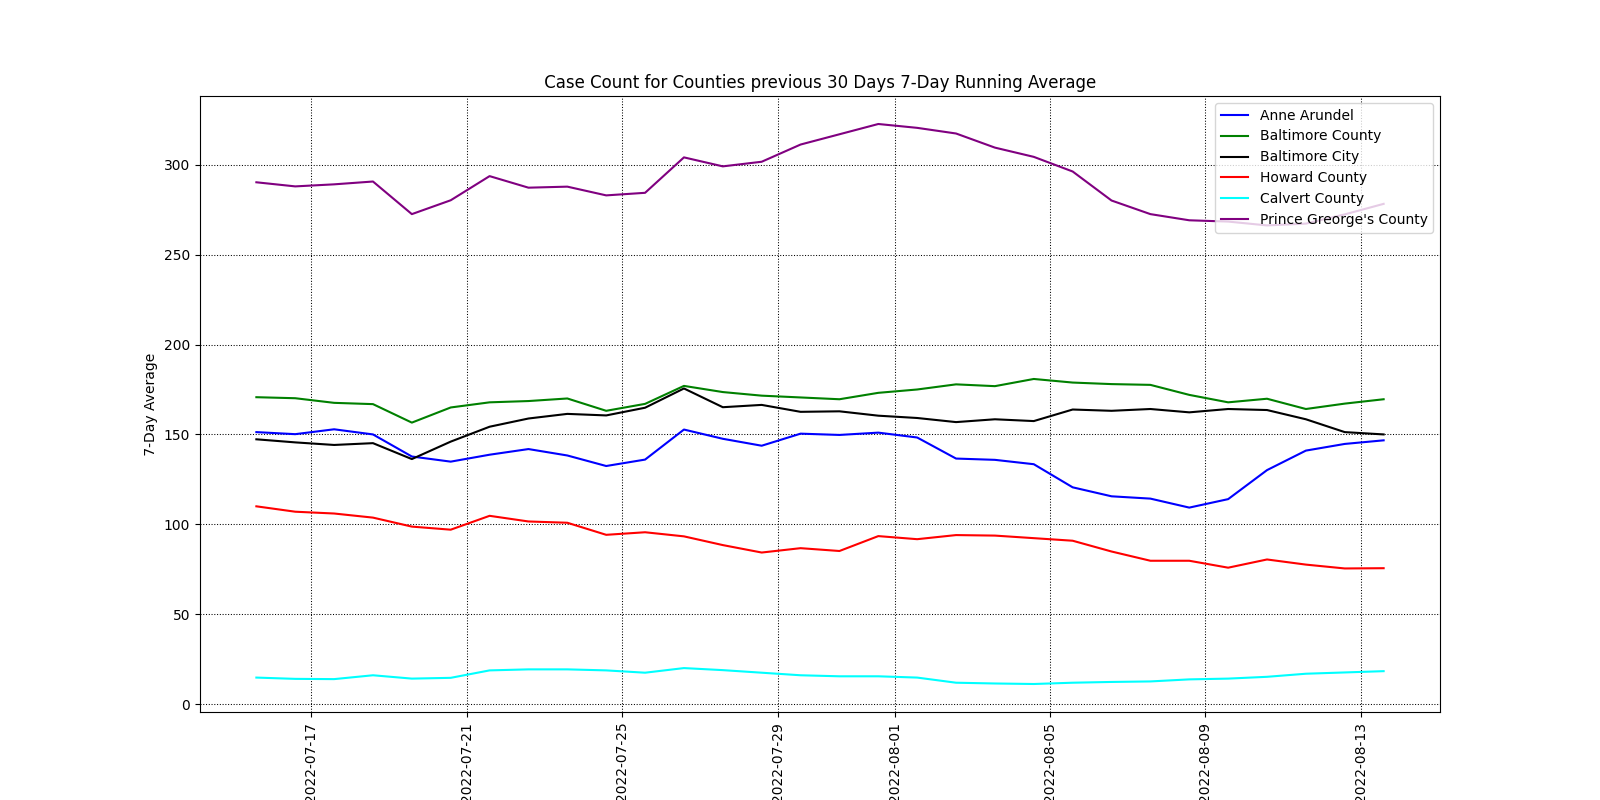 Case Count for Counties previous 30 Days 7-Day Running Average
Anne Arundel
Baltimore County
Baltimore City
Howard County
Calvert County
Prince Greorge's County
7-Day Average
300
250
200
150
100
50
0
2022-07-17
2022-07-21
2022-07-25
2022-07-29
2022-08-01
2022-08-05
2022-08-09
2022-08-13